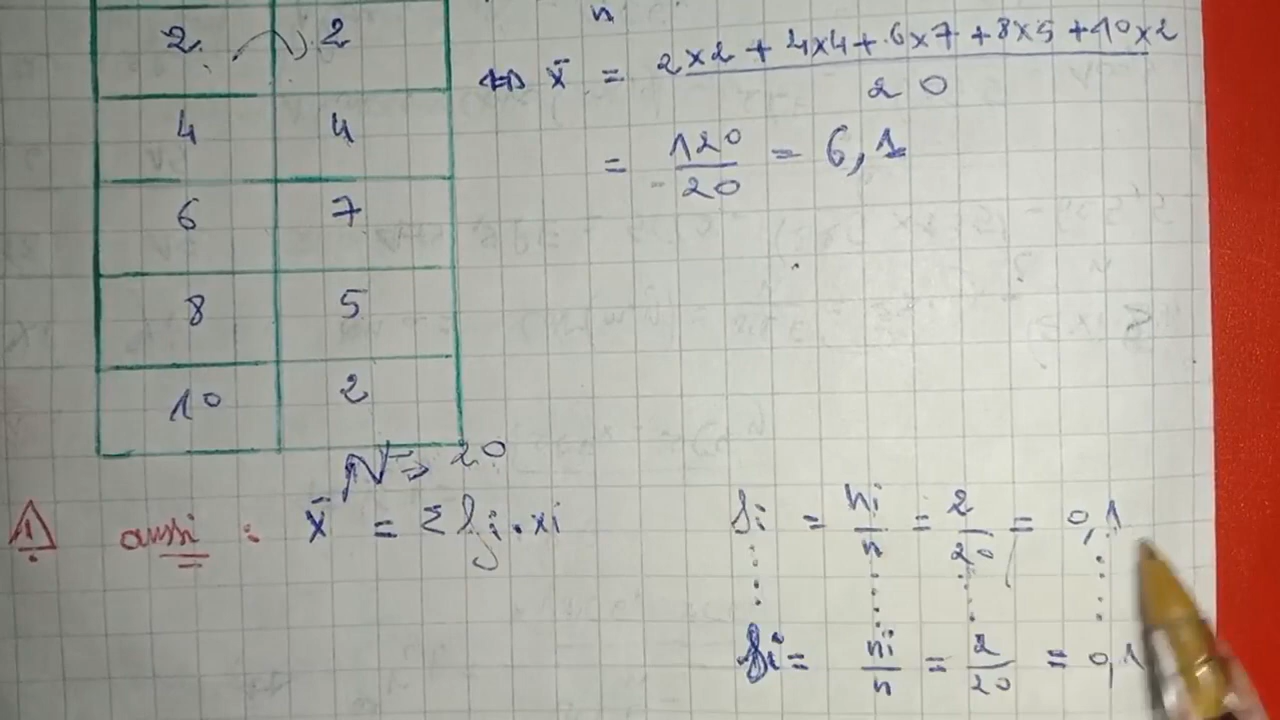 2 2
4 4
6 7
8 5
10 2
N = 20
n
⇔ x̄ = 2×2 + 4×4 + 6×7 + 8×5 + 10×2
20
= 120/20 = 6,1
⚠ aussi : x̄ = Σ fi . xi
fi = ni/n = 2/20 = 0,1
fi = ni/n = 2/20 = 0,1